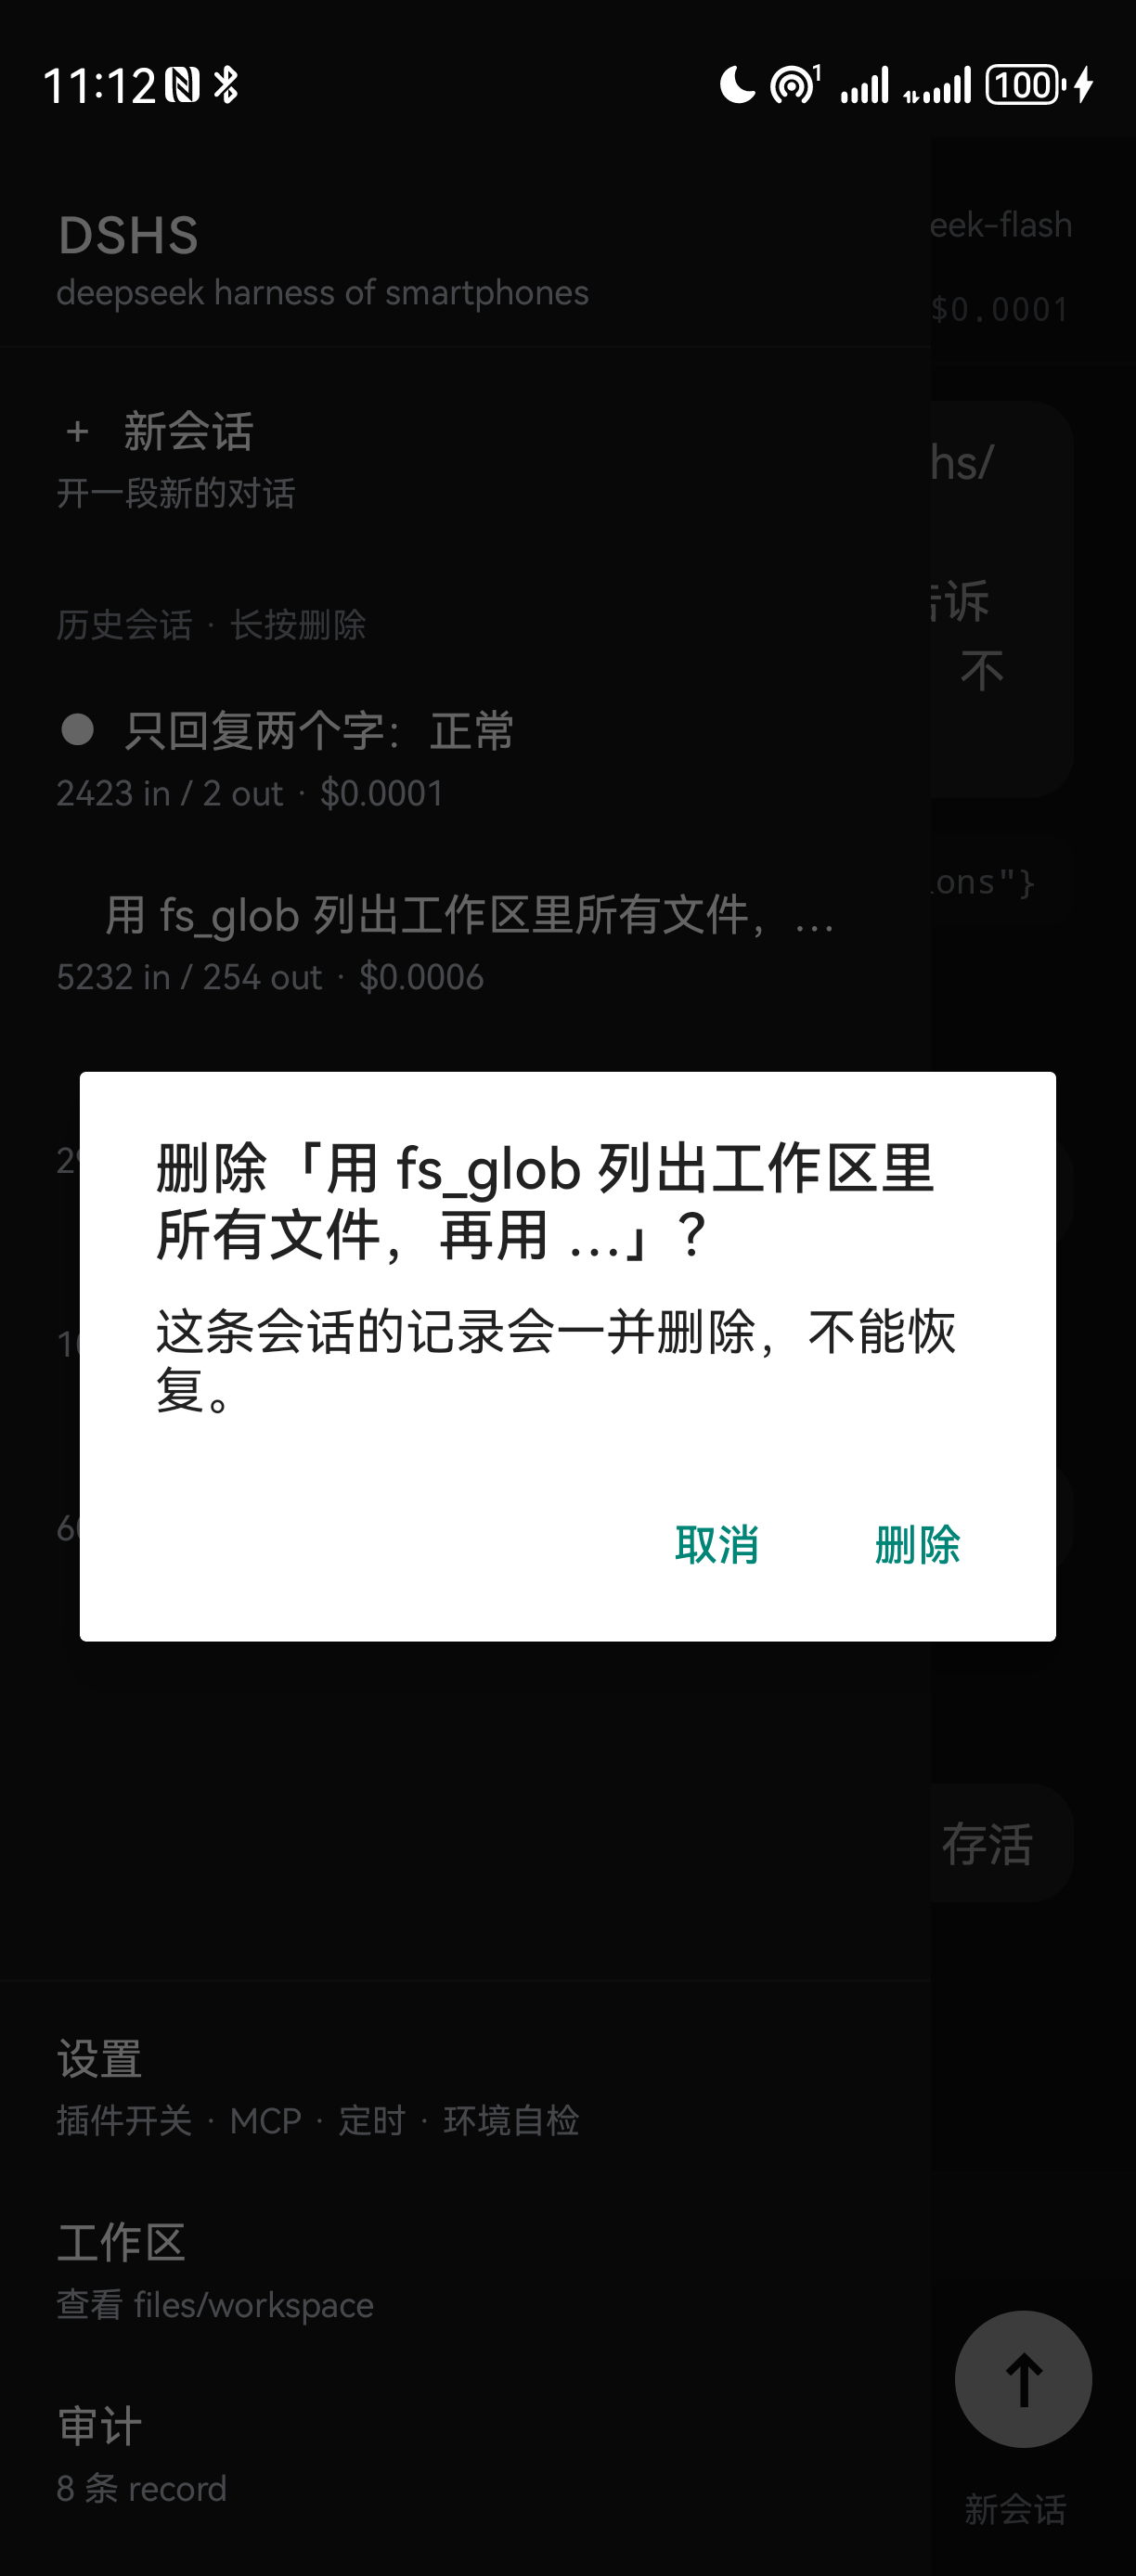 11:12
1
100
DSHS
deepseek harness of smartphones
eek-flash
$0.0001
+ 新会话
开一段新的对话
hs/
历史会话 · 长按删除
诉
不
只回复两个字：正常
2423 in / 2 out · $0.0001
ons"}
用 fs_glob 列出工作区里所有文件，...
5232 in / 254 out · $0.0006
删除「用 fs_glob 列出工作区里
所有文件，再用 ...」？
这条会话的记录会一并删除，不能恢
复。
取消
删除
存活
设置
插件开关 · MCP · 定时 · 环境自检
工作区
查看 files/workspace
审计
8 条 record
新会话